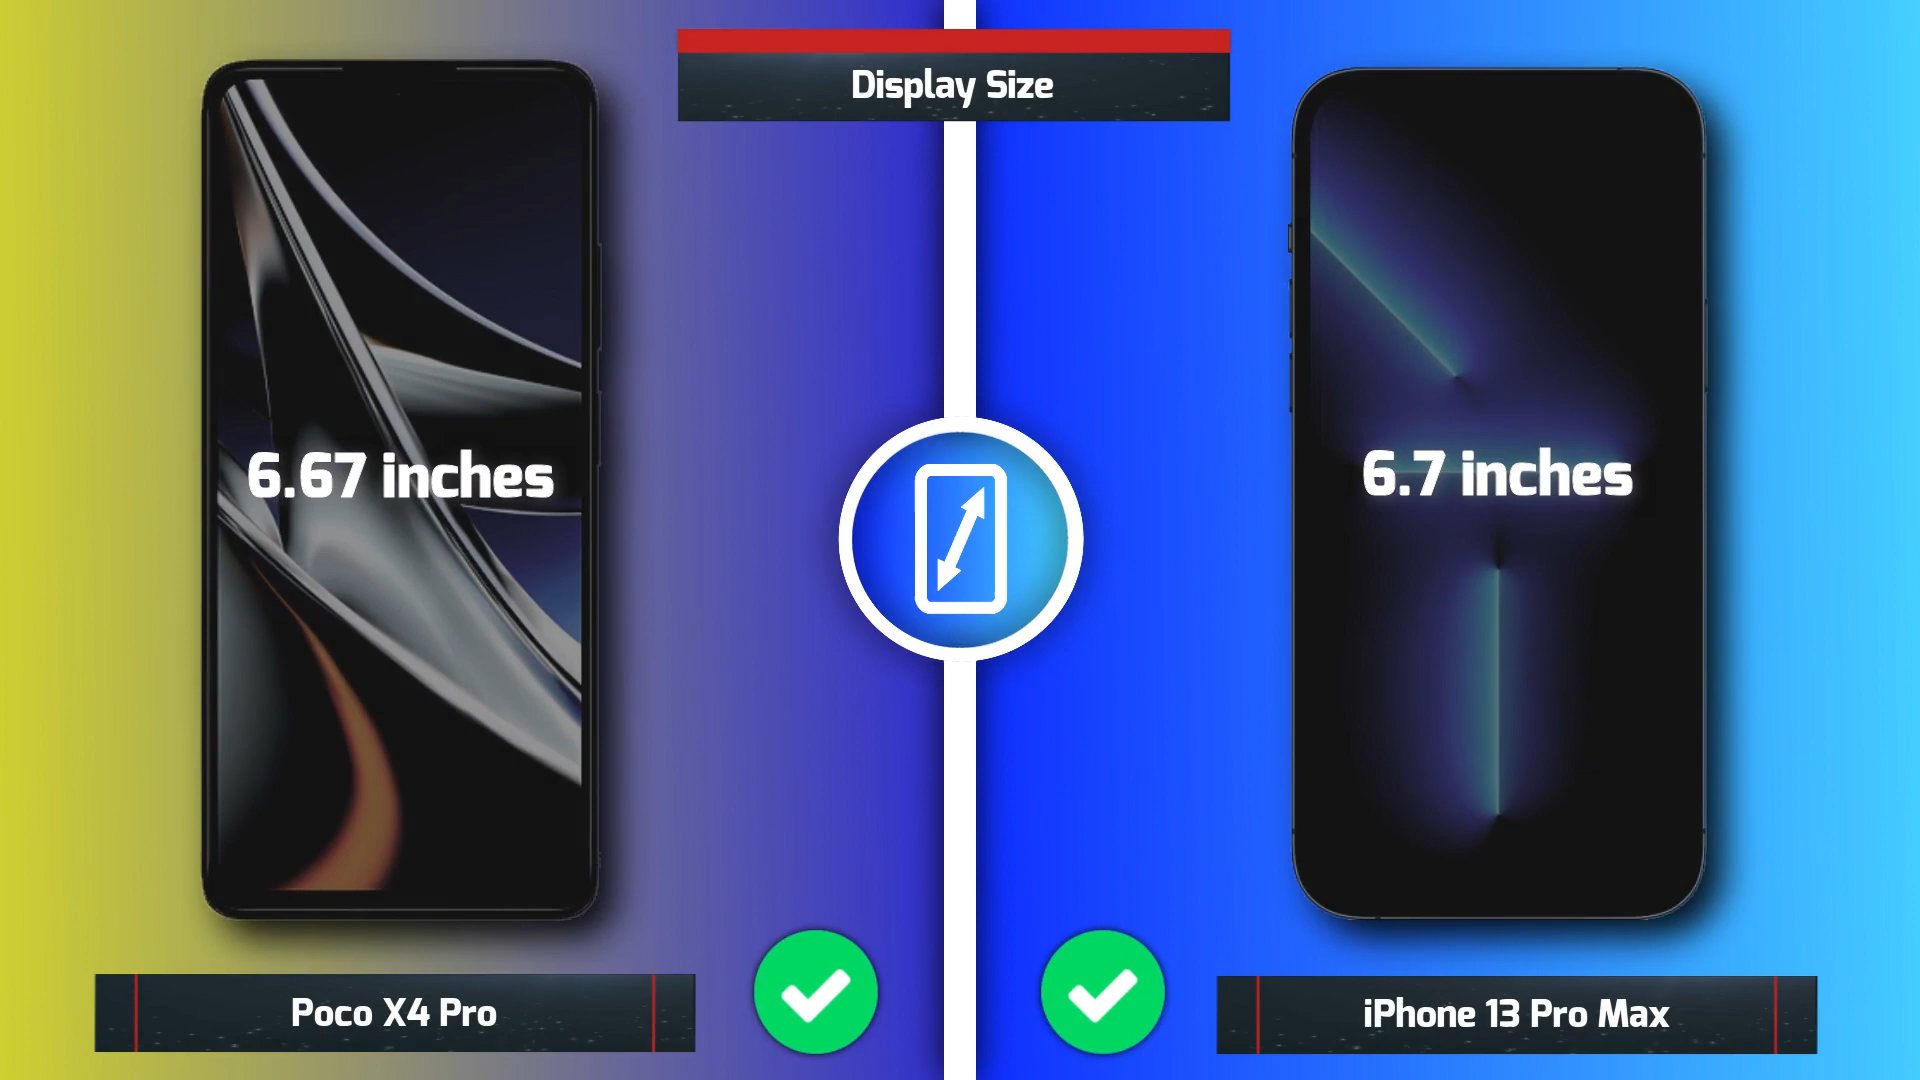 Display Size
6.67 inches
6.7 inches
Poco X4 Pro
iPhone 13 Pro Max